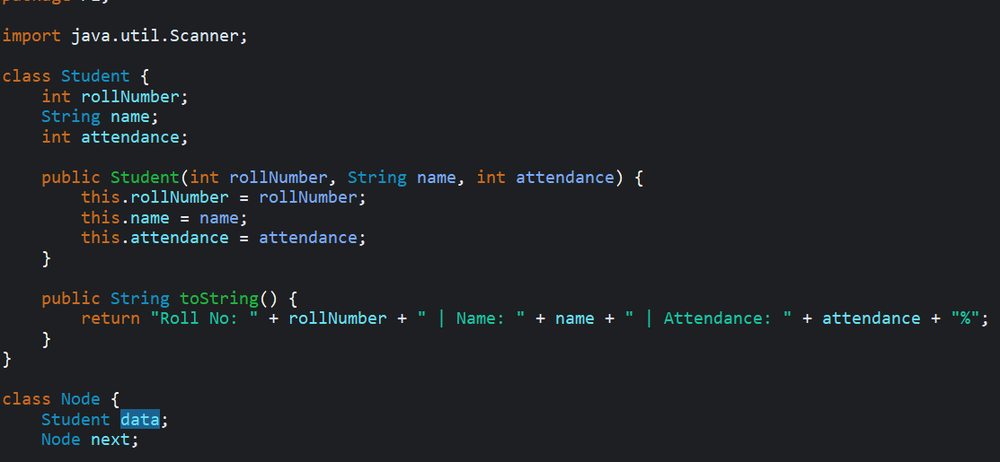 import java.util.Scanner;
class Student {
int rollNumber;
String name;
int attendance;
public Student(int rollNumber, String name, int attendance) {
this.rollNumber = rollNumber;
this.name = name;
this.attendance = attendance;
}
public String toString() {
return "Roll No: " + rollNumber + " | Name: " + name + " | Attendance: " + attendance + "%";
}
}
class Node {
Student data;
Node next;